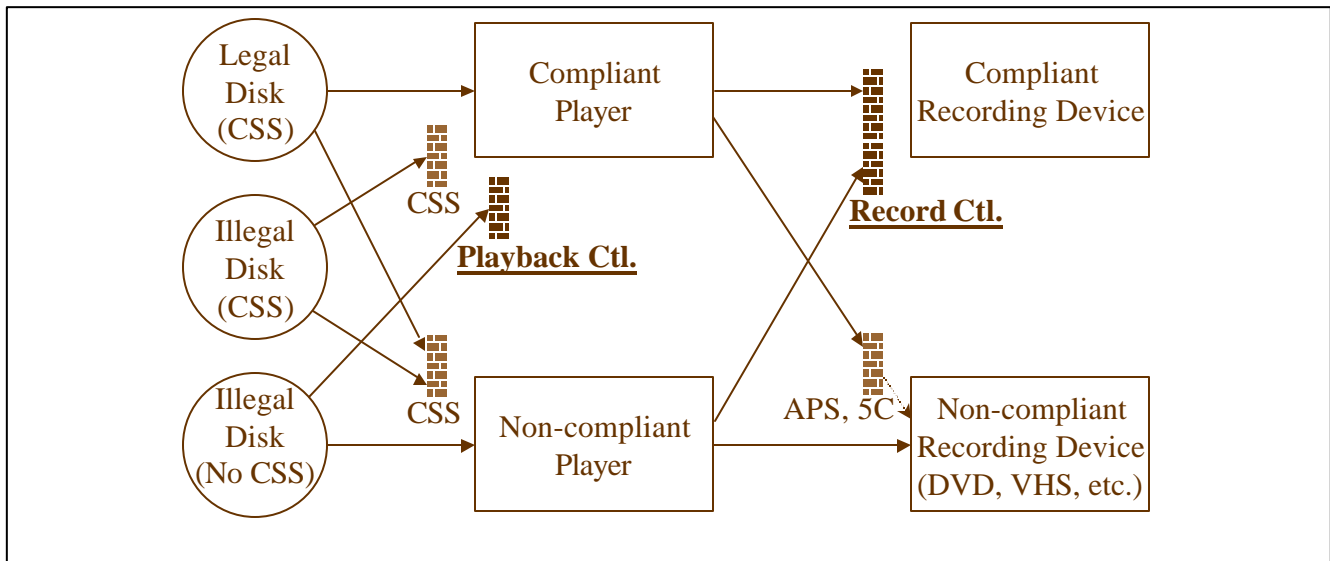 Legal
Disk
(CSS)
Compliant
Player
Compliant
Recording Device
CSS
Playback Ctl.
Record Ctl.
Illegal
Disk
(CSS)
Illegal
Disk
(No CSS)
CSS
Non-compliant
Player
APS, 5C
Non-compliant
Recording Device
(DVD, VHS, etc.)